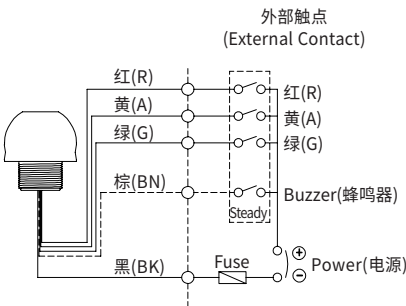 外部触点
(External Contact)
红(R)
红(R)
黄(A)
黄(A)
绿(G)
绿(G)
棕(BN)
Buzzer(蜂鸣器)
Steady
黑(BK)
Fuse
+
−
Power(电源)